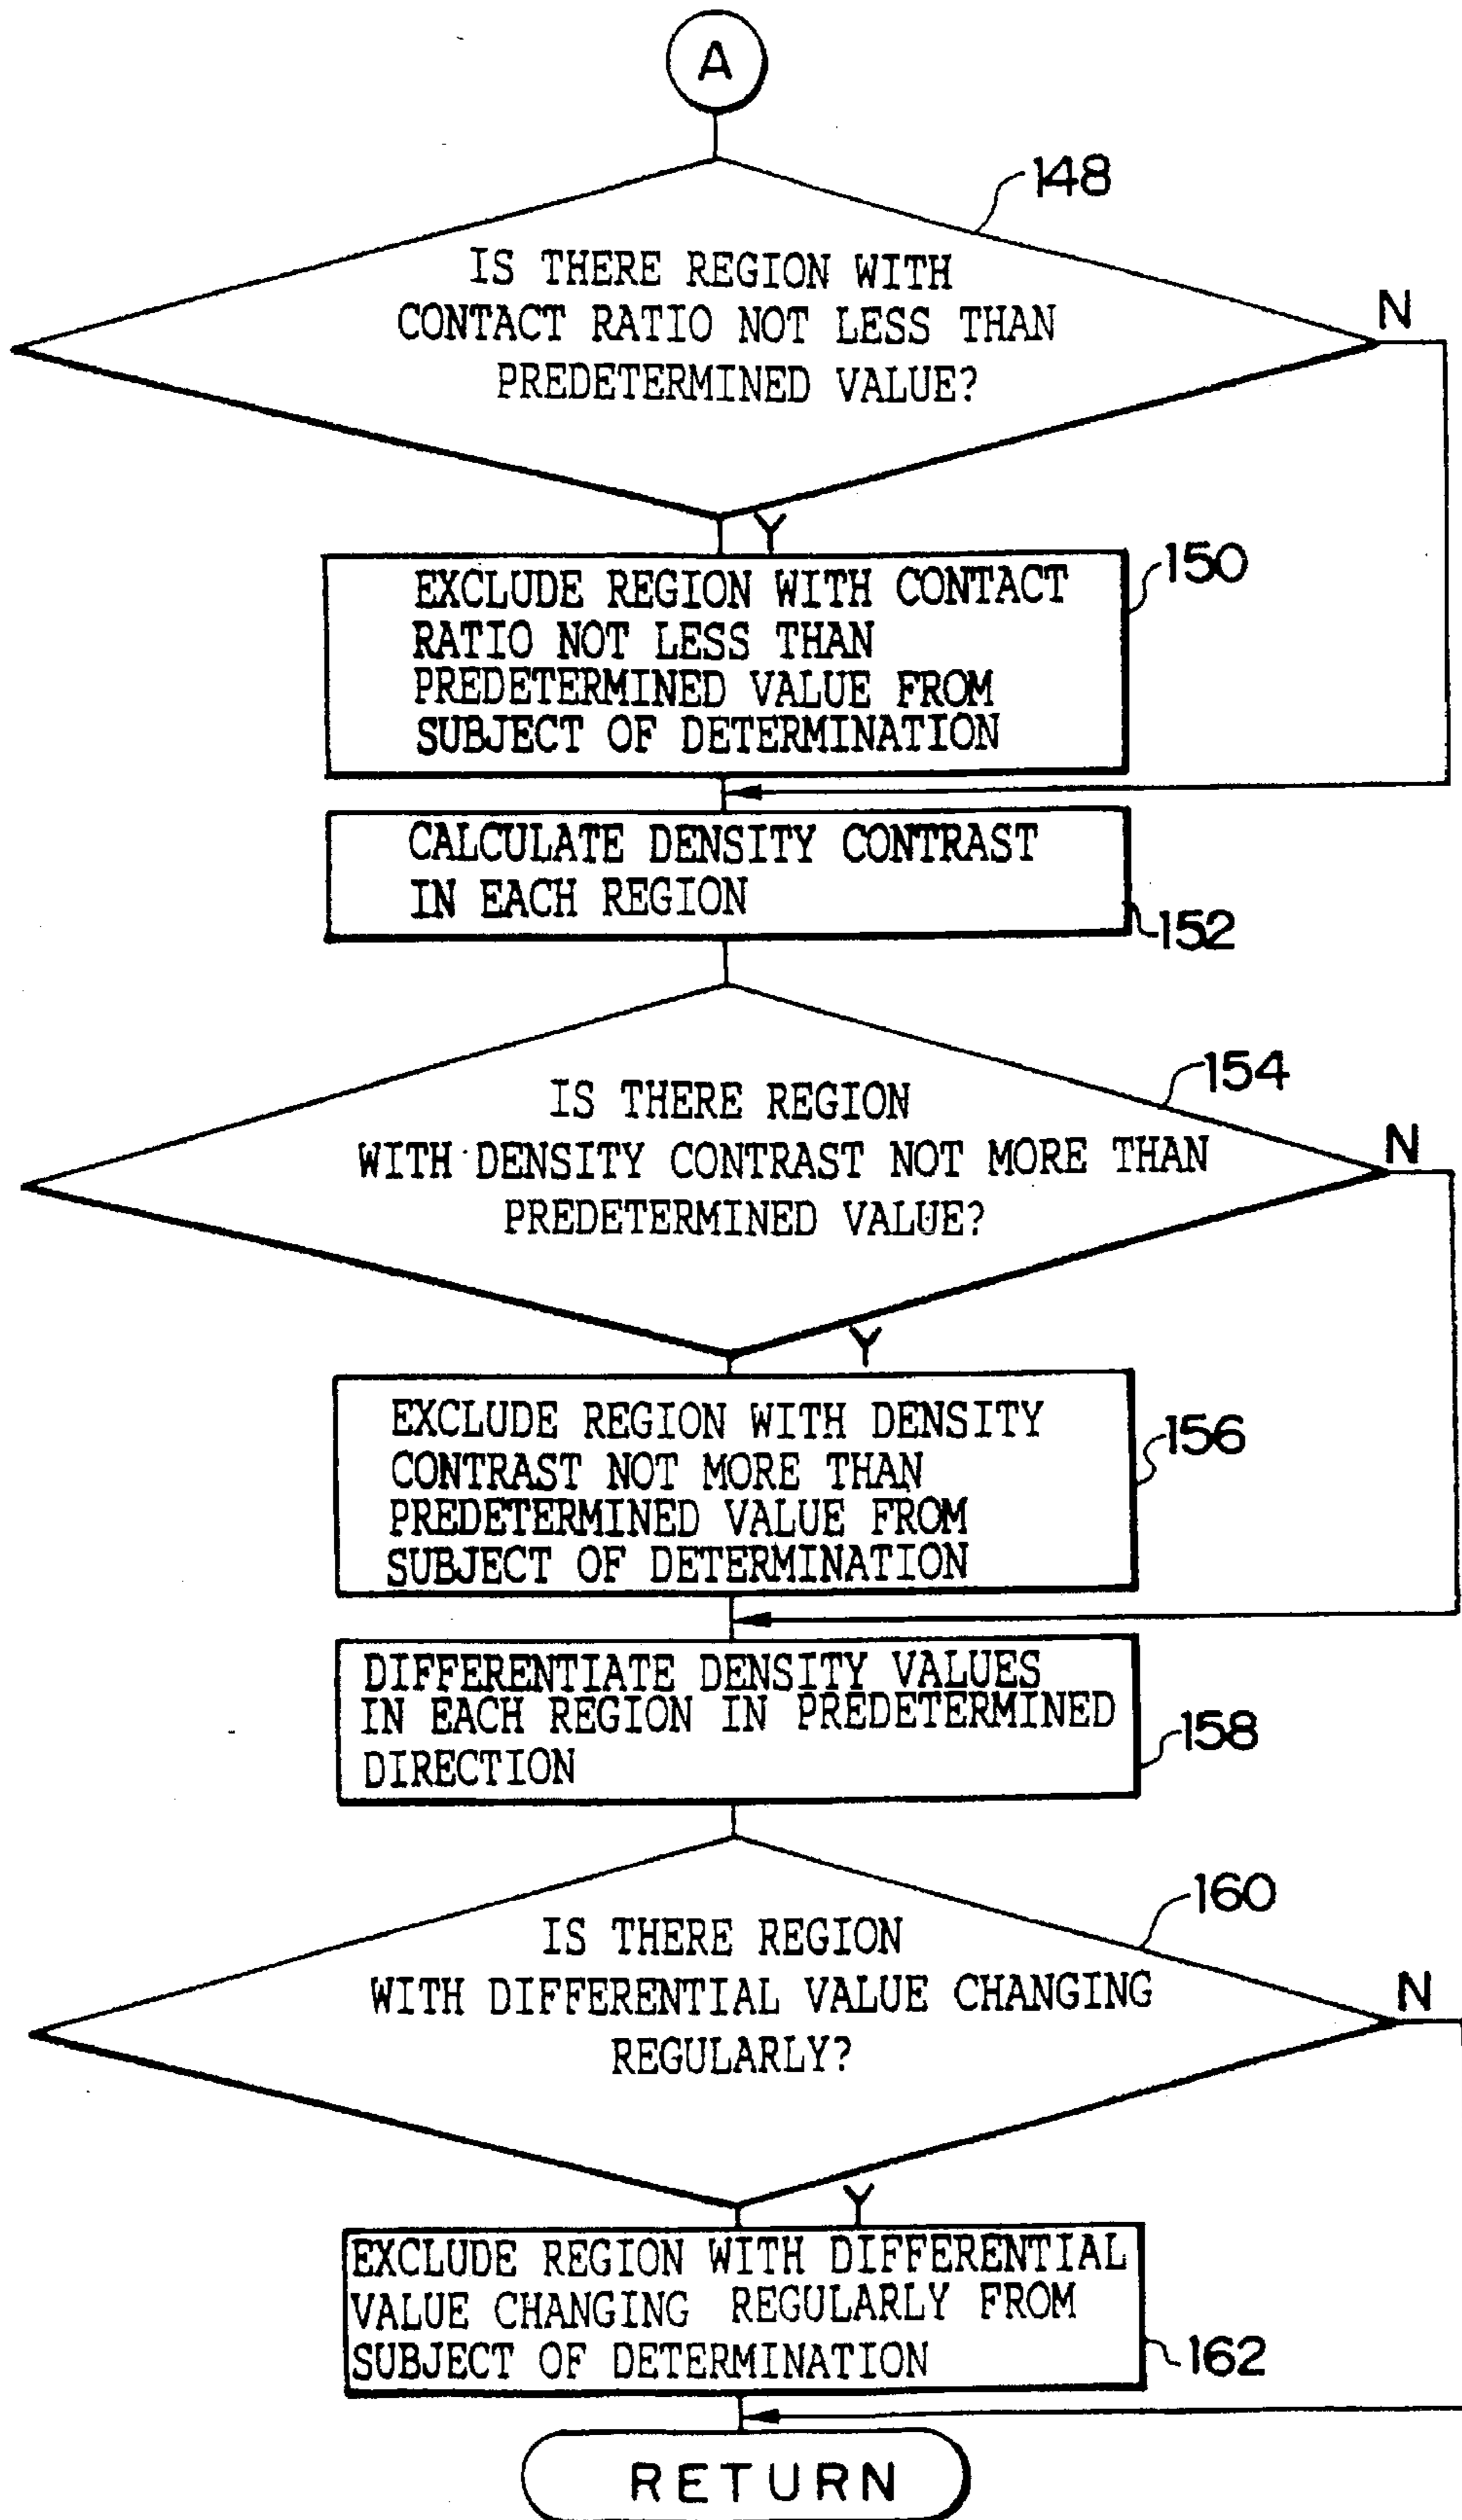 A
148
IS THERE REGION WITH
CONTACT RATIO NOT LESS THAN
PREDETERMINED VALUE?
N
Y
EXCLUDE REGION WITH CONTACT
RATIO NOT LESS THAN
PREDETERMINED VALUE FROM
SUBJECT OF DETERMINATION
150
CALCULATE DENSITY CONTRAST
IN EACH REGION
152
154
IS THERE REGION
WITH DENSITY CONTRAST NOT MORE THAN
PREDETERMINED VALUE?
N
Y
EXCLUDE REGION WITH DENSITY
CONTRAST NOT MORE THAN
PREDETERMINED VALUE FROM
SUBJECT OF DETERMINATION
156
DIFFERENTIATE DENSITY VALUES
IN EACH REGION IN PREDETERMINED
DIRECTION
158
160
IS THERE REGION
WITH DIFFERENTIAL VALUE CHANGING
REGULARLY?
N
Y
EXCLUDE REGION WITH DIFFERENTIAL
VALUE CHANGING REGULARLY FROM
SUBJECT OF DETERMINATION
162
RETURN